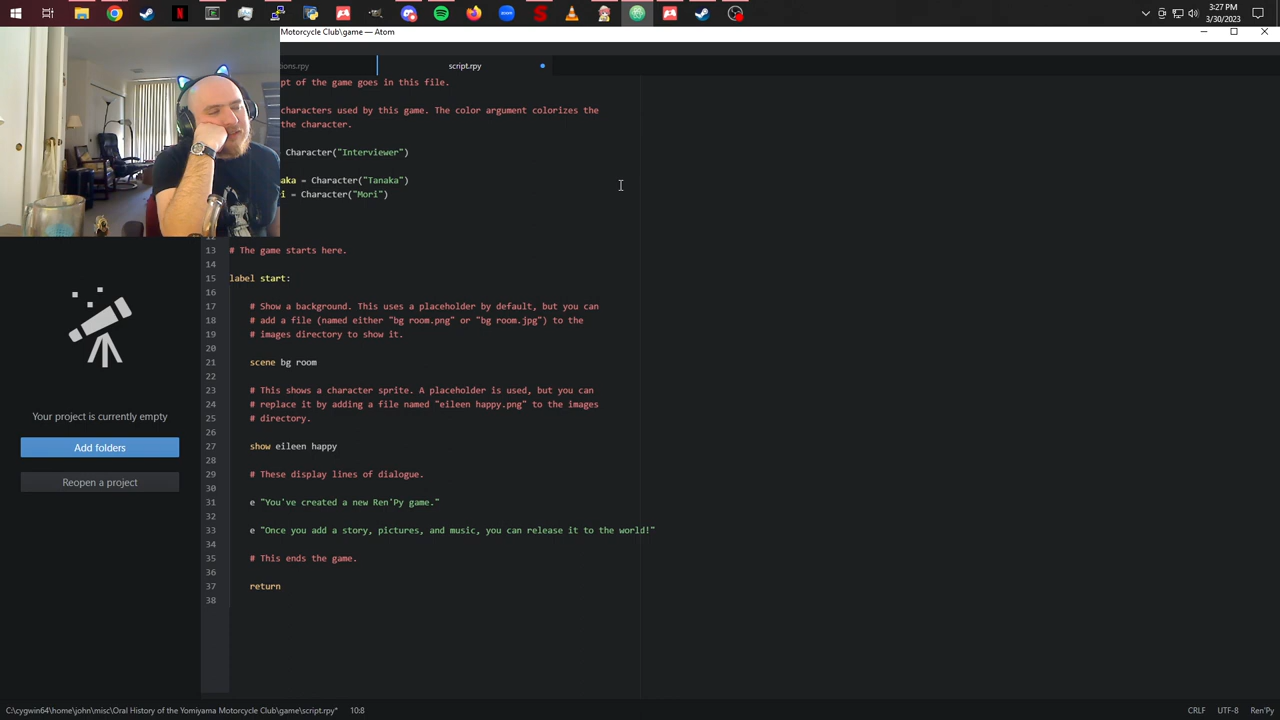 3:27 PM
3/30/2023
Motorcycle Club\game — Atom
tions.rpy
script.rpy
pt of the game goes in this file.
characters used by this game. The color argument colorizes the
the character.
Character("Interviewer")
aka = Character("Tanaka")
i = Character("Mori")
12
13 # The game starts here.
14
15 label start:
16
17 # Show a background. This uses a placeholder by default, but you can
18 # add a file (named either "bg room.png" or "bg room.jpg") to the
19 # images directory to show it.
20
21 scene bg room
22
23 # This shows a character sprite. A placeholder is used, but you can
24 # replace it by adding a file named "eileen happy.png" to the images
25 # directory.
26
27 show eileen happy
28
29 # These display lines of dialogue.
30
31 e "You've created a new Ren'Py game."
32
33 e "Once you add a story, pictures, and music, you can release it to the world!"
34
35 # This ends the game.
36
37 return
38
Your project is currently empty
Add folders
Reopen a project
C:\cygwin64\home\john\misc\Oral History of the Yomiyama Motorcycle Club\game\script.rpy* 10:8 CRLF UTF-8 Ren'Py